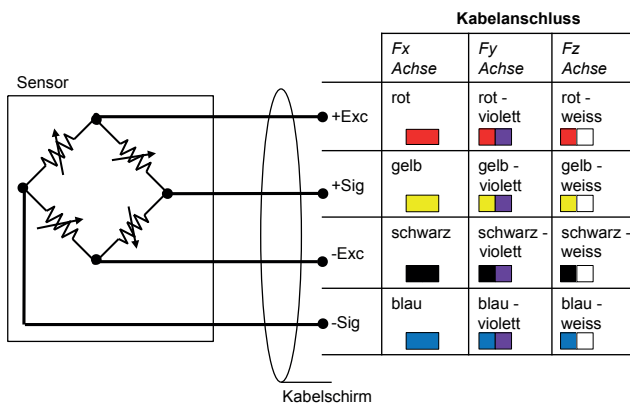 Kabelanschluss
Fx
Achse
Fy
Achse
Fz
Achse
Sensor
+Exc
rot
rot -
violett
rot -
weiss
+Sig
gelb
gelb -
violett
gelb -
weiss
-Exc
schwarz
schwarz -
violett
schwarz -
weiss
-Sig
blau
blau -
violett
blau -
weiss
Kabelschirm